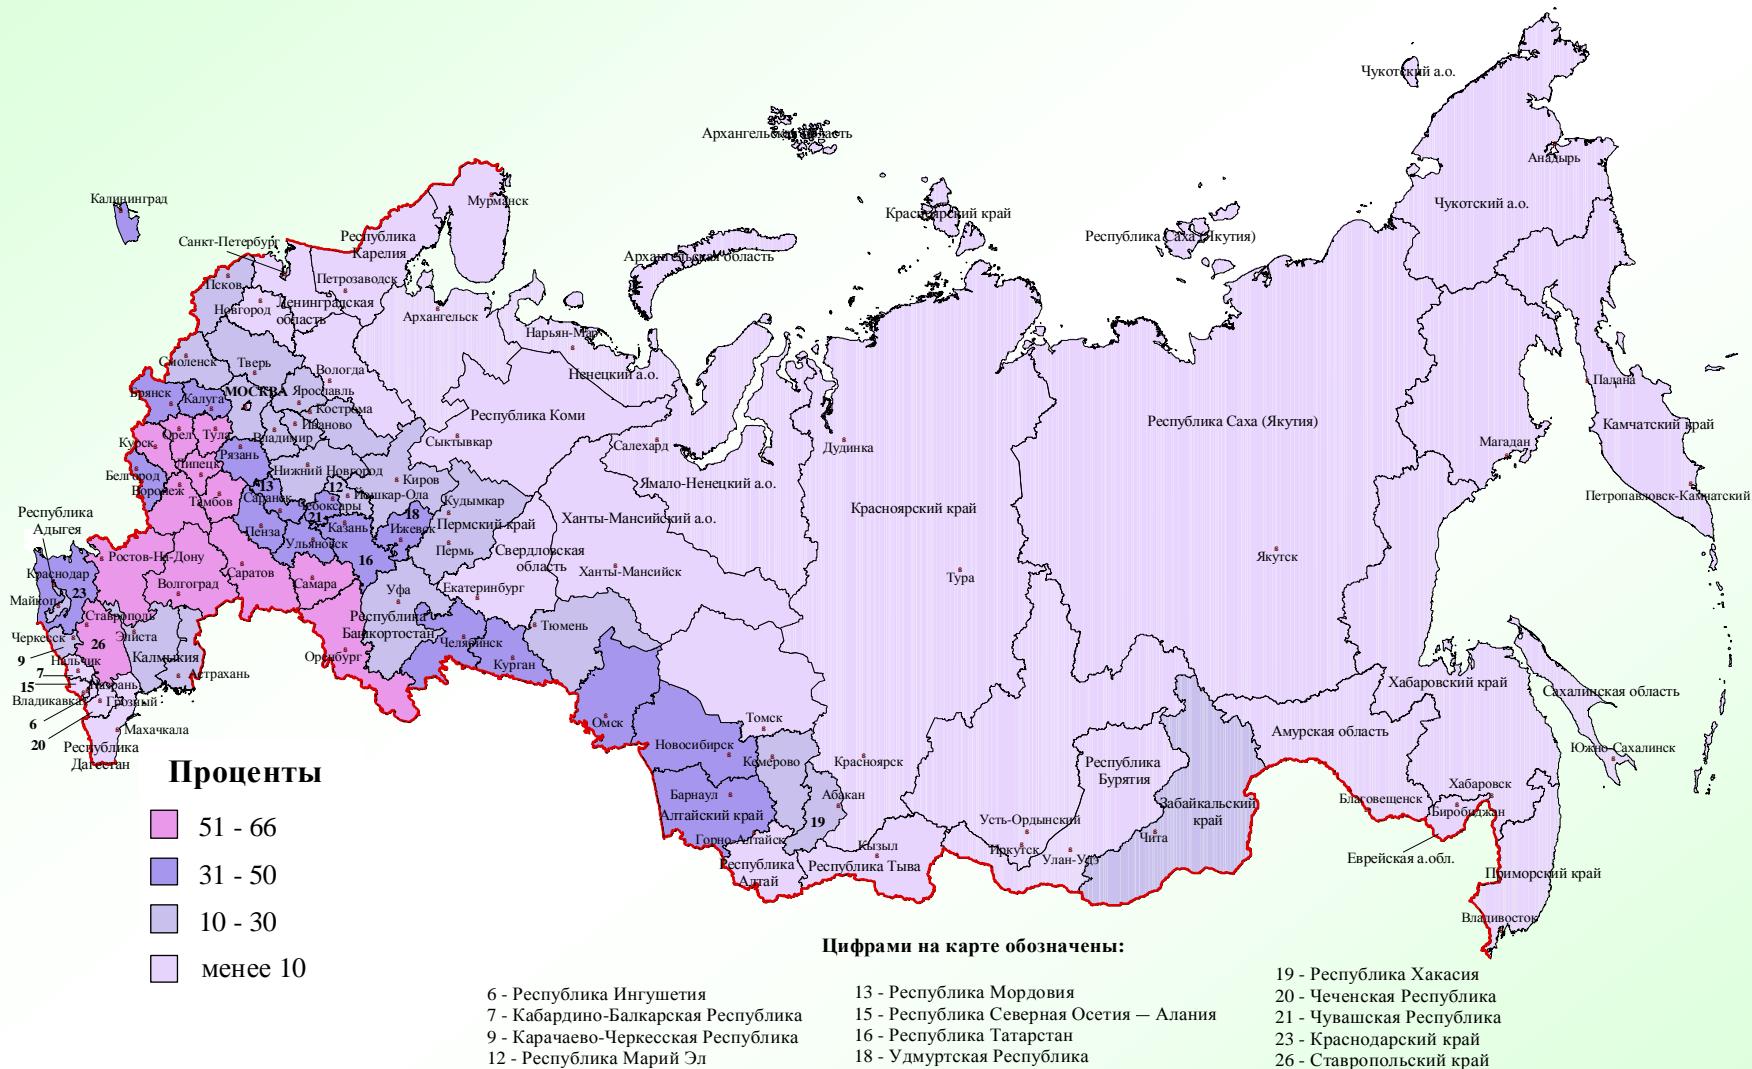 Чукотский а.о.
Архангельская область
Анадырь
Калининград
Мурманск
Чукотский а.о.
Красноярский край
Санкт-Петербург
Республика
Карелия
Республика Саха (Якутия)
Архангельская область
Псков
Петрозаводск
Новгород
Ленинградская
область
Архангельск
Нарьян-Мар
Смоленск
Тверь
Вологда
Ненецкий а.о.
Палана
Брянск
Калуга
МОСКВА
Ярославль
Кострома
Республика Коми
Республика Саха (Якутия)
Камчатский край
Иваново
Курск
Орел
Тула
Владимир
Сыктывкар
Салехард
Дудинка
Магадан
Рязань
Липецк
Нижний Новгород
Белгород
Киров
Ямало-Ненецкий а.о.
Воронеж
13
12
Йошкар-Ола
Петропавловск-Камчатский
Тамбов
Саранск
Чебоксары
Кудымкар
Республика
Адыгея
21
18
Красноярский край
Пенза
Казань
Ижевск
Пермский край
Ханты-Мансийский а.о.
Ульяновск
Пермь
Свердловская
область
Ростов-На-Дону
16
Якутск
Краснодар
Волгоград
Саратов
Самара
Ханты-Мансийск
Тура
Майкоп
23
Уфа
Екатеринбург
Ставрополь
Республика
Башкортостан
Тюмень
Черкесск
26
Элиста
Челябинск
9
Нальчик
Калмыкия
Оренбург
Курган
7
Астрахань
Хабаровский край
15
Назрань
Сахалинская область
Владикавказ
Грозный
6
Махачкала
Омск
Томск
Амурская область
20
Республика
Дагестан
Новосибирск
Южно-Сахалинск
Кемерово
Красноярск
Республика
Бурятия
Проценты
Хабаровск
Барнаул
Абакан
Забайкальский
край
Благовещенск
Алтайский край
19
Усть-Ордынский
Биробиджан
51 - 66
Горно-Алтайск
Кызыл
Чита
Иркутск
Улан-Удэ
Еврейская а.обл.
31 - 50
Республика
Алтай
Республика Тыва
Приморский край
10 - 30
Владивосток
менее 10
Цифрами на карте обозначены:
6 - Республика Ингушетия
7 - Кабардино-Балкарская Республика
9 - Карачаево-Черкесская Республика
12 - Республика Марий Эл
13 - Республика Мордовия
15 - Республика Северная Осетия — Алания
16 - Республика Татарстан
18 - Удмуртская Республика
19 - Республика Хакасия
20 - Чеченская Республика
21 - Чувашская Республика
23 - Краснодарский край
26 - Ставропольский край